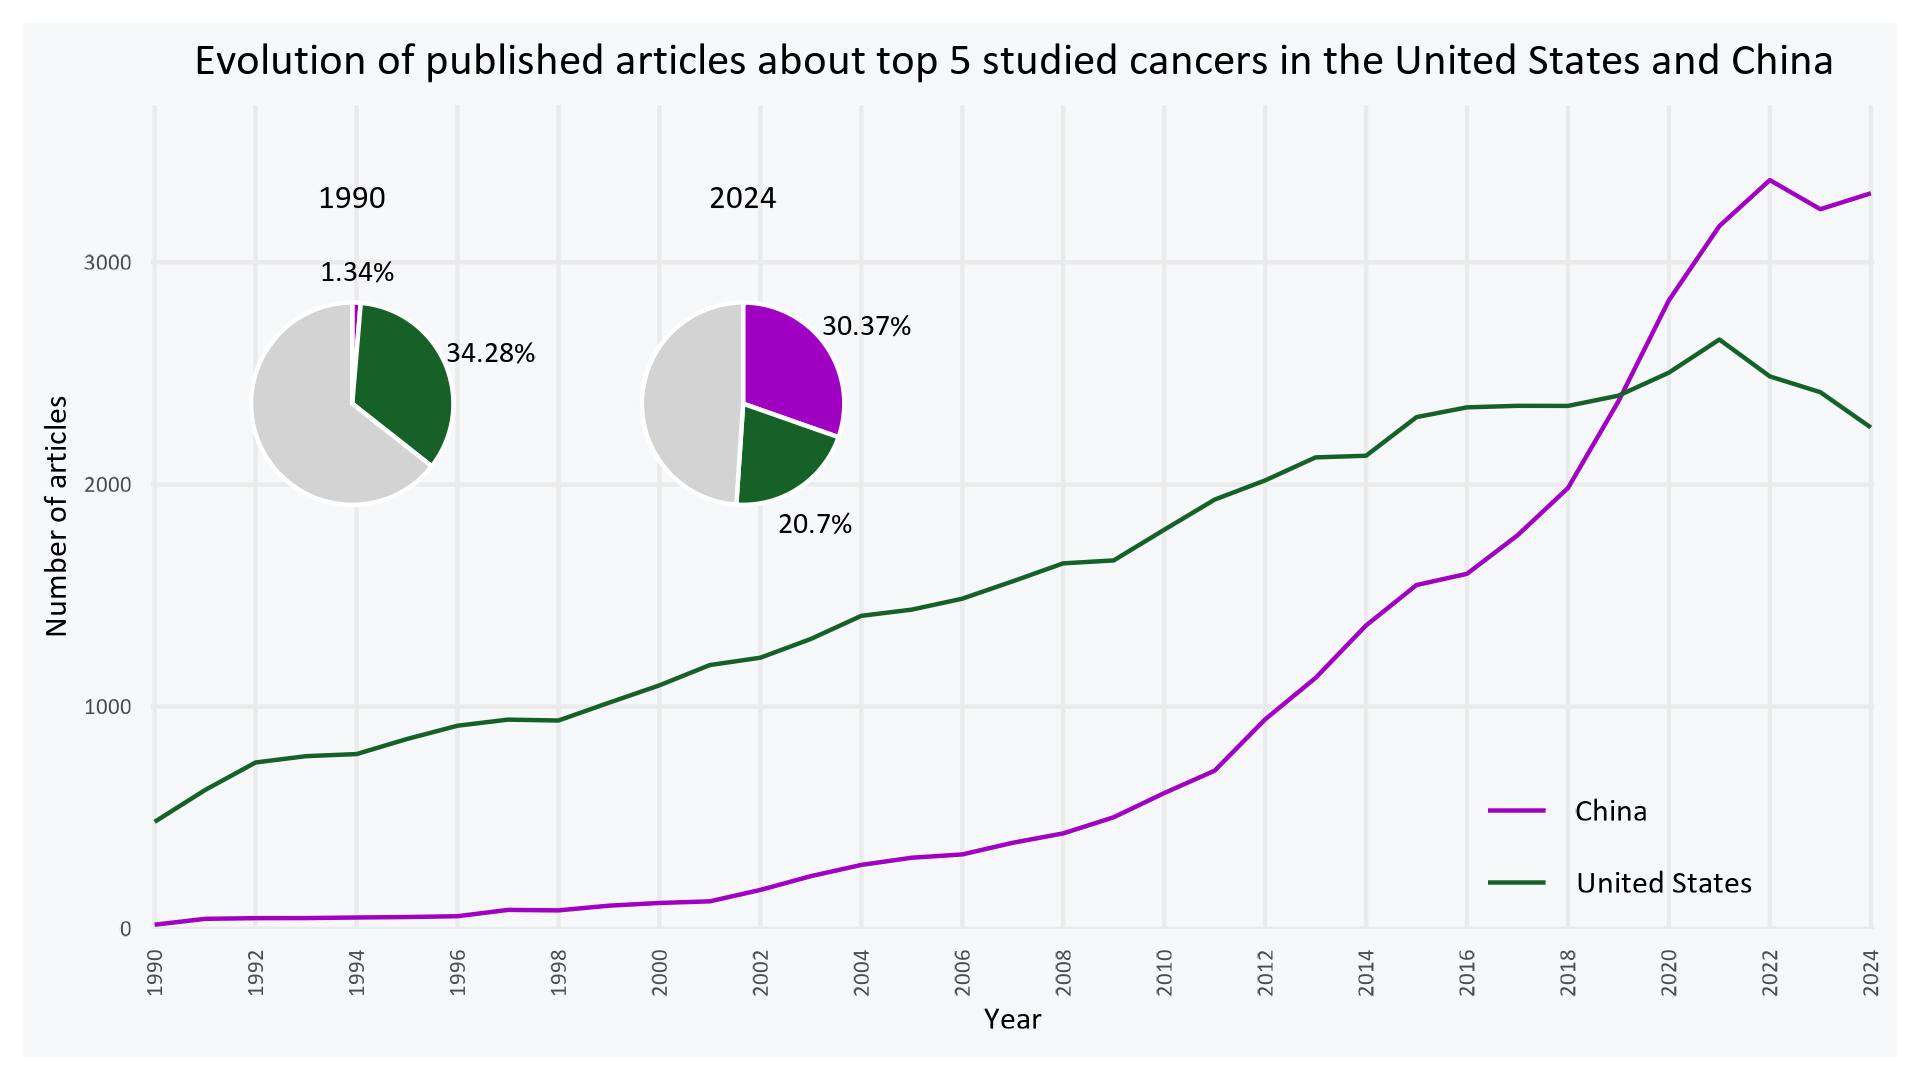 Evolution of published articles about top 5 studied cancers in the United States and China
1990
2024
1.34%
34.28%
30.37%
20.7%
Number of articles
3000
2000
1000
0
China
United States
1990 1992 1994 1996 1998 2000 2002 2004 2006 2008 2010 2012 2014 2016 2018 2020 2022 2024
Year